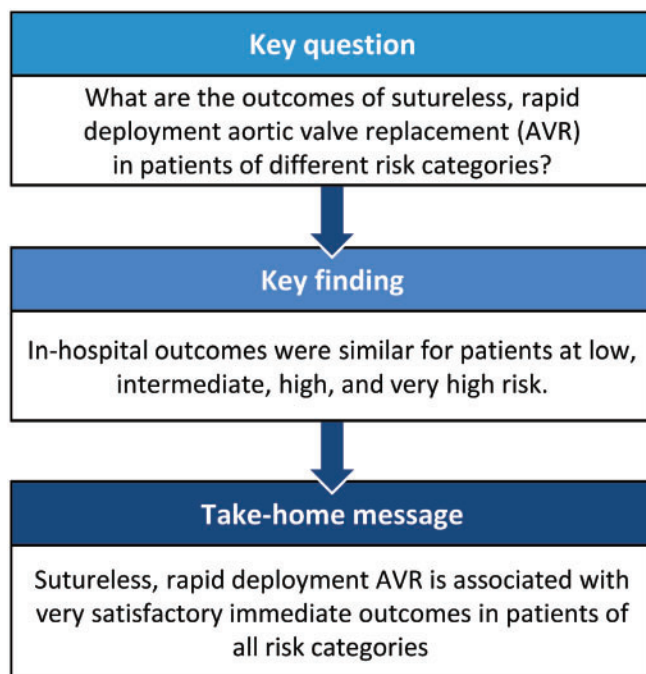 Key question
What are the outcomes of sutureless, rapid
deployment aortic valve replacement (AVR)
in patients of different risk categories?
Key finding
In-hospital outcomes were similar for patients at low,
intermediate, high, and very high risk.
Take-home message
Sutureless, rapid deployment AVR is associated with
very satisfactory immediate outcomes in patients of
all risk categories